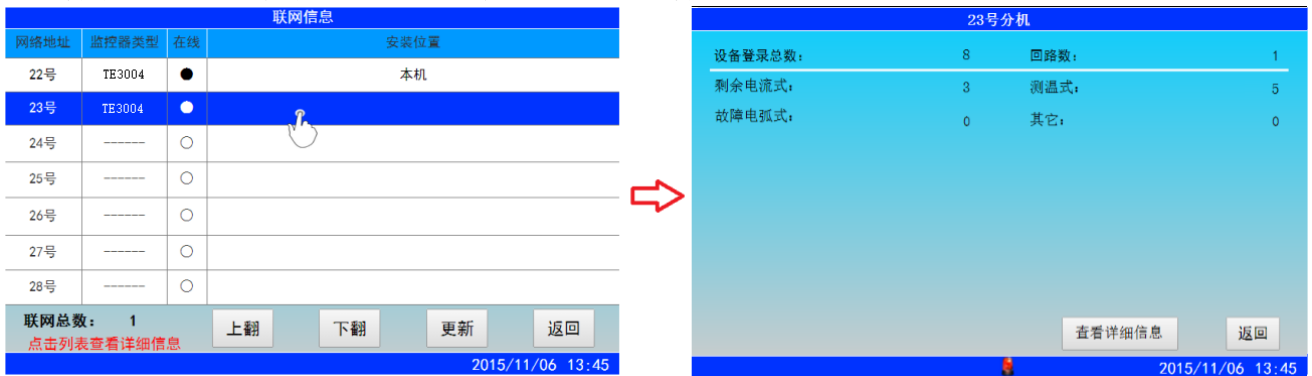 联网信息
网络地址 监控器类型 在线 安装位置
22号 TE3004 本机
23号 TE3004
24号 ------
25号 ------
26号 ------
27号 ------
28号 ------
联网总数： 1
点击列表查看详细信息
上翻 下翻 更新 返回
2015/11/06 13:45
23号分机
设备登录总数： 8 回路数： 1
剩余电流式： 3 测温式： 5
故障电弧式： 0 其它： 0
查看详细信息 返回
2015/11/06 13:45